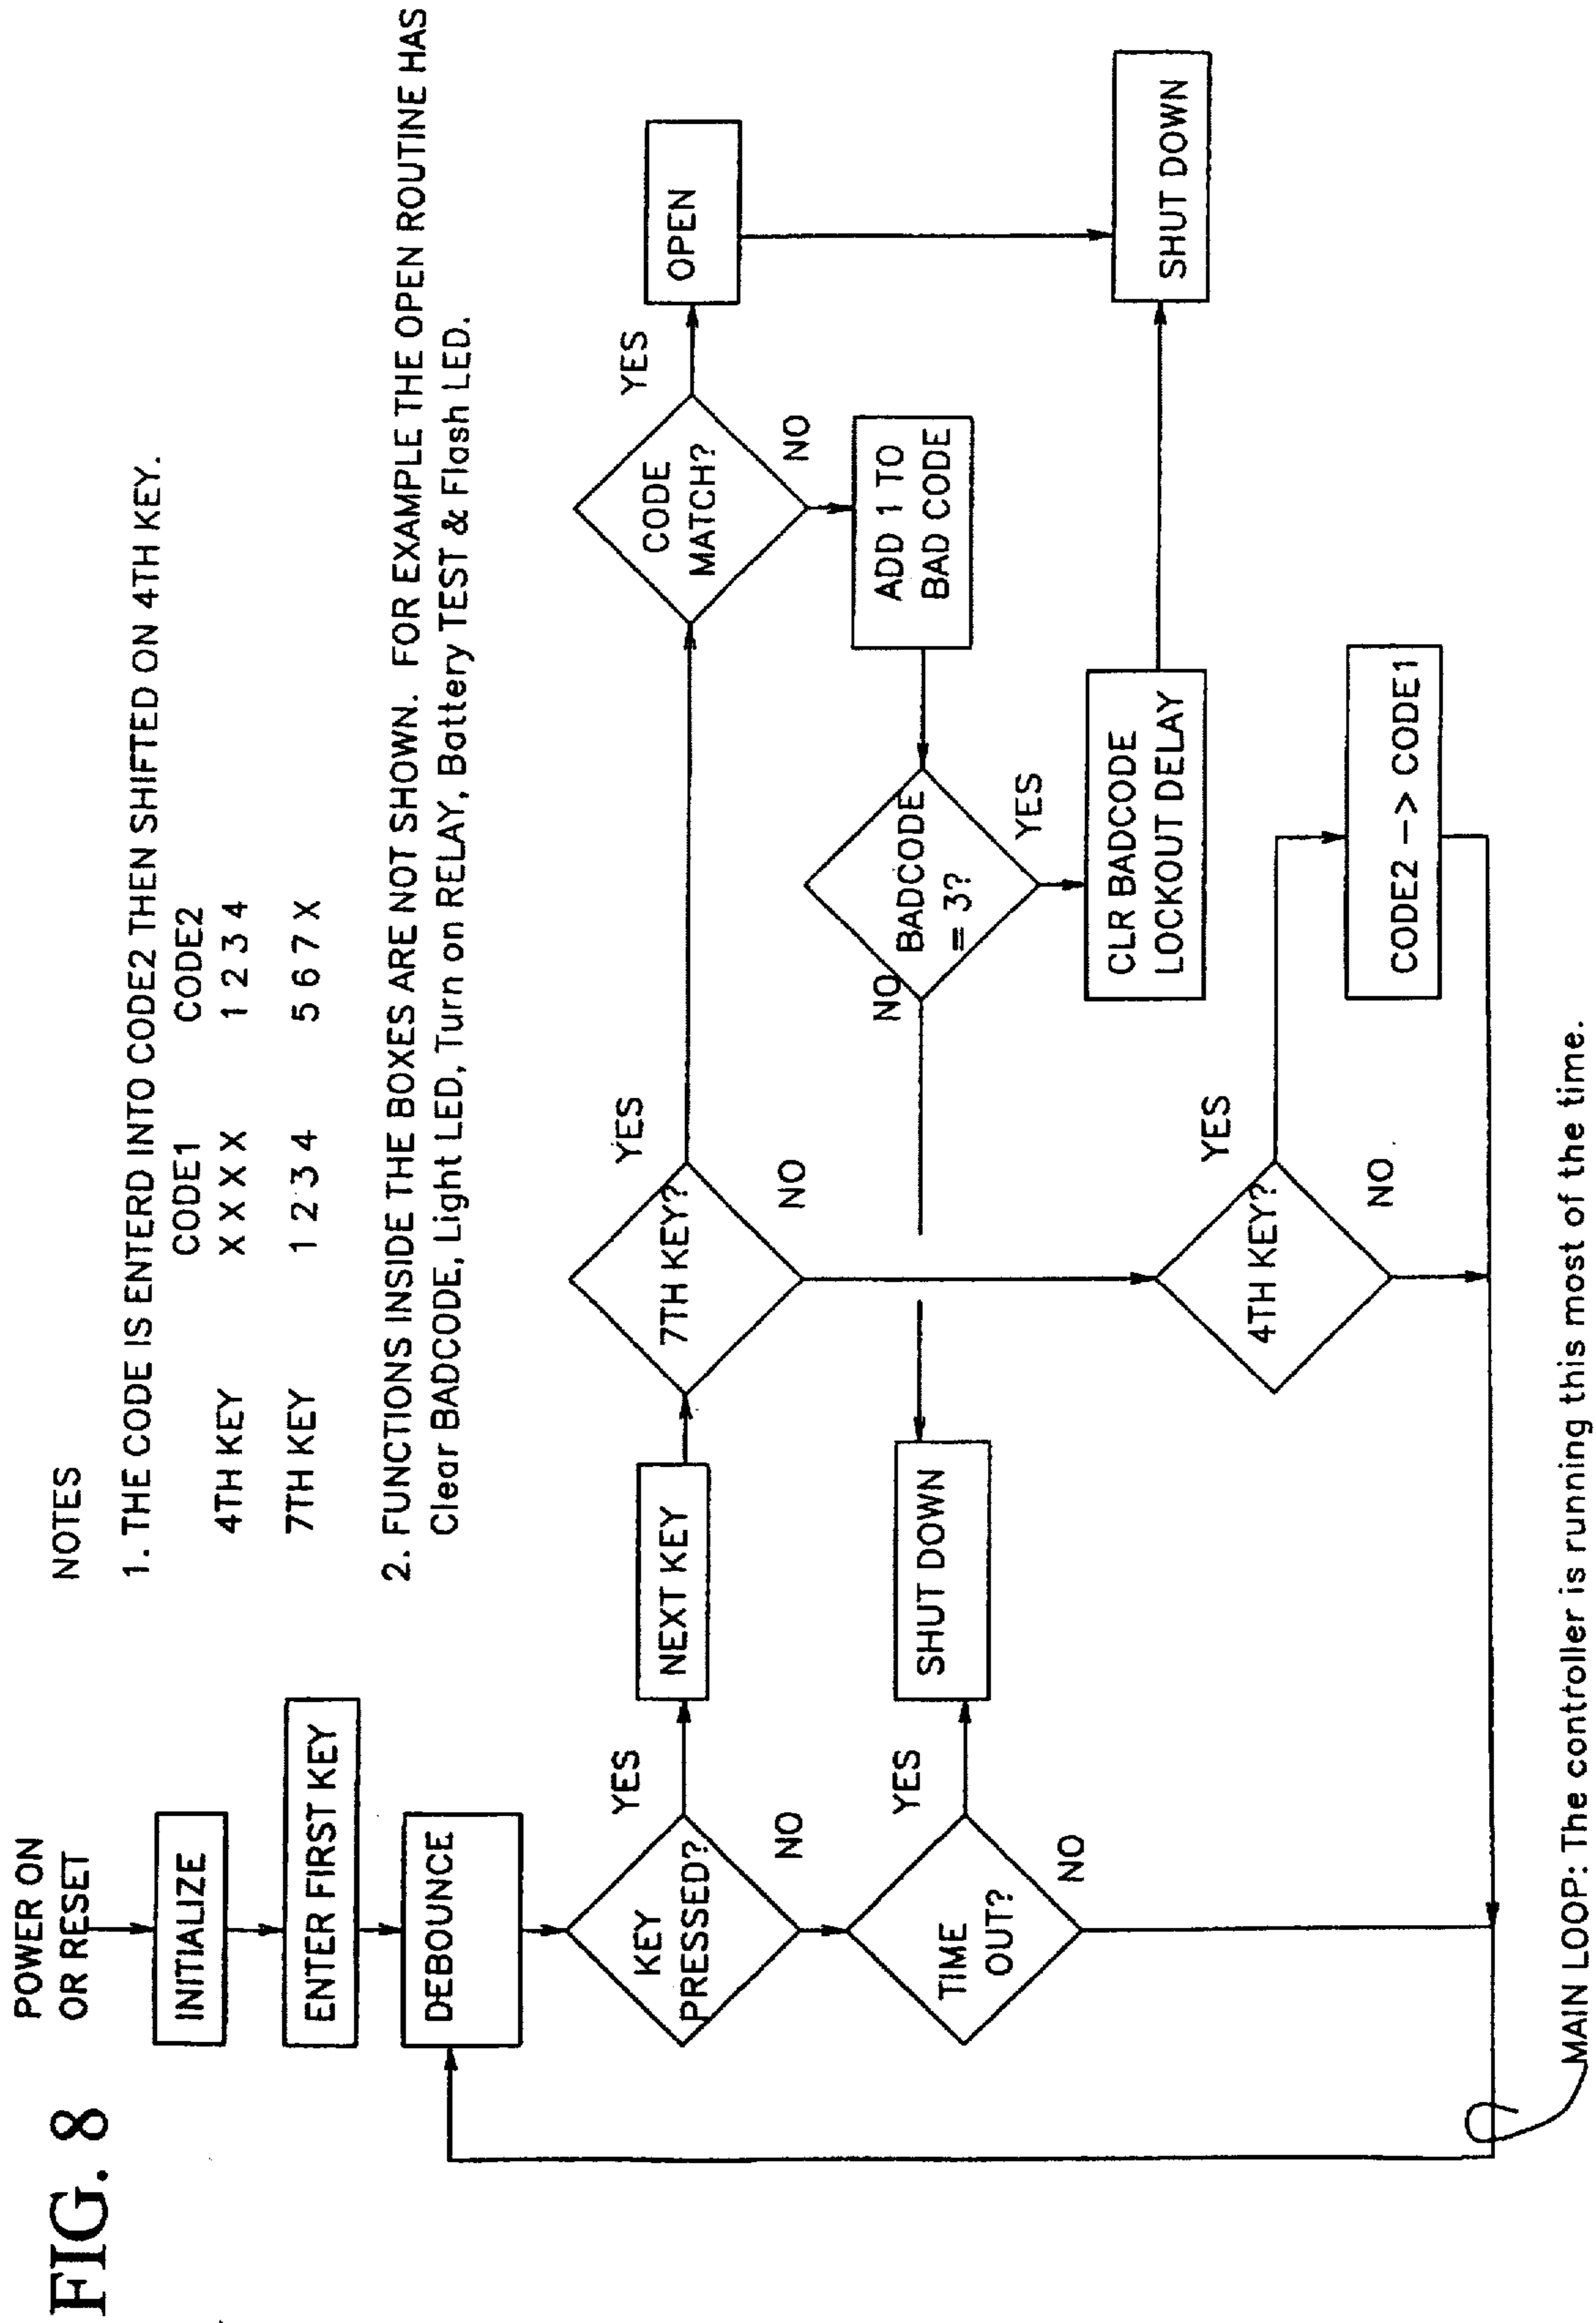 FIG. 8
POWER ON
OR RESET
INITIALIZE
ENTER FIRST KEY
DEBOUNCE
KEY
PRESSED?
YES
NO
NEXT KEY
TIME
OUT?
YES
NO
SHUT DOWN
7TH KEY?
YES
NO
4TH KEY?
YES
NO
CODE2 -> CODE1
CODE
MATCH?
YES
NO
OPEN
ADD 1 TO
BAD CODE
BADCODE
= 3?
NO
YES
CLR BADCODE
LOCKOUT DELAY
SHUT DOWN
NOTES
1. THE CODE IS ENTERD INTO CODE2 THEN SHIFTED ON 4TH KEY.
CODE1 CODE2
4TH KEY X X X X 1 2 3 4
7TH KEY 1 2 3 4 5 6 7 X
2. FUNCTIONS INSIDE THE BOXES ARE NOT SHOWN. FOR EXAMPLE THE OPEN ROUTINE HAS
Clear BADCODE, Light LED, Turn on RELAY, Battery TEST & Flash LED.
MAIN LOOP: The controller is running this most of the time.